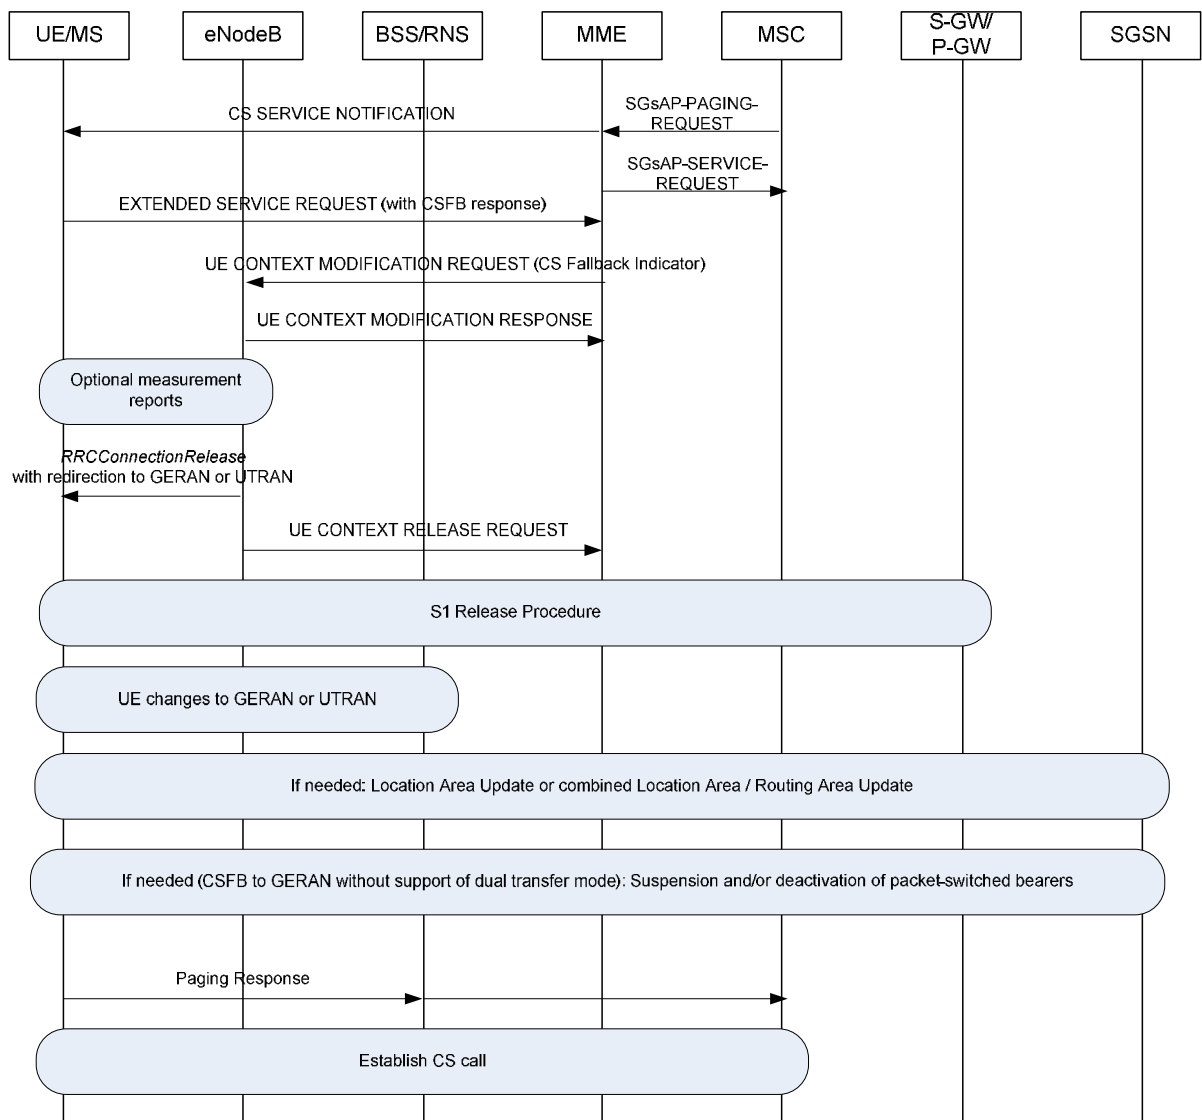 UE/MS
eNodeB
BSS/RNS
MME
MSC
S-GW/
P-GW
SGSN
CS SERVICE NOTIFICATION
SGsAP-PAGING-
REQUEST
SGsAP-SERVICE-
REQUEST
EXTENDED SERVICE REQUEST (with CSFB response)
UE CONTEXT MODIFICATION REQUEST (CS Fallback Indicator)
UE CONTEXT MODIFICATION RESPONSE
Optional measurement
reports
RRCConnectionRelease
with redirection to GERAN or UTRAN
UE CONTEXT RELEASE REQUEST
S1 Release Procedure
UE changes to GERAN or UTRAN
If needed: Location Area Update or combined Location Area / Routing Area Update
If needed (CSFB to GERAN without support of dual transfer mode): Suspension and/or deactivation of packet-switched bearers
Paging Response
Establish CS call